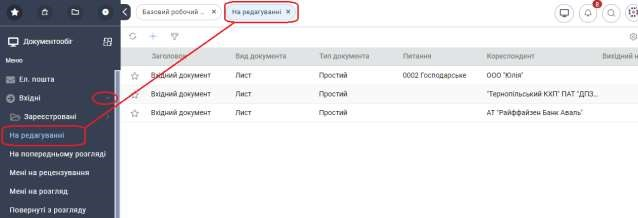 Базовий робочий ...
На редагуванні
8
Документообіг
Меню
Ел. пошта
Вхідні
Зареєстровані
На редагуванні
На попередньому розгляді
Мені на рецензування
Мені на розгляд
Повернуті з розгляду
Заголовок Вид документа Тип документа Питання Кореспондент Вихідний н
Вхідний документ Лист Простий 0002 Господарське ООО "Юлія"
Вхідний документ Лист Простий "Тернопільський КХП" ПАТ "ДПЗ...
Вхідний документ Лист Простий АТ "Райффайзен Банк Аваль"